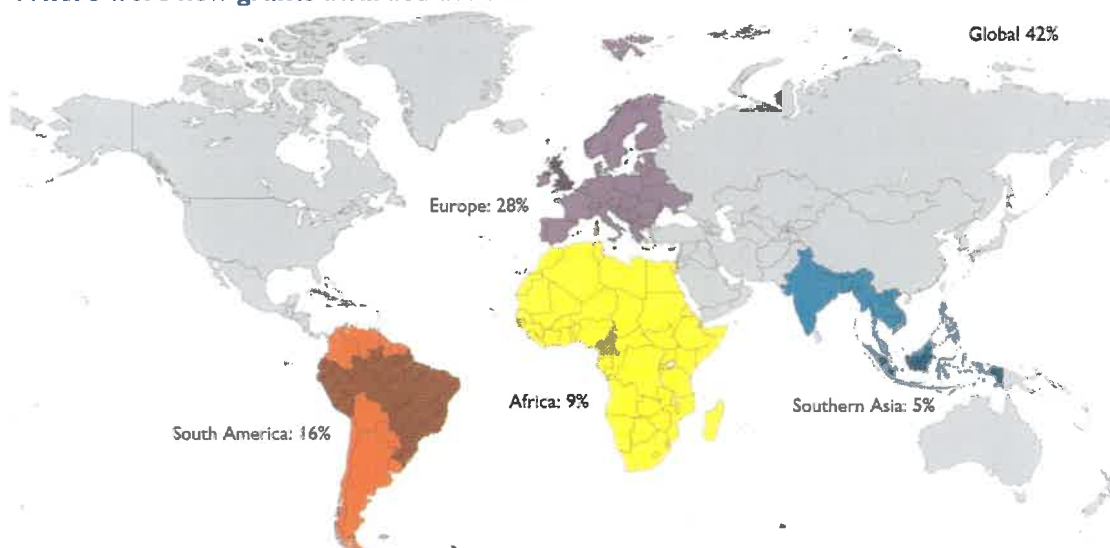 Global 42%
Europe: 28%
Africa: 9%
Southern Asia: 5%
South America: 16%